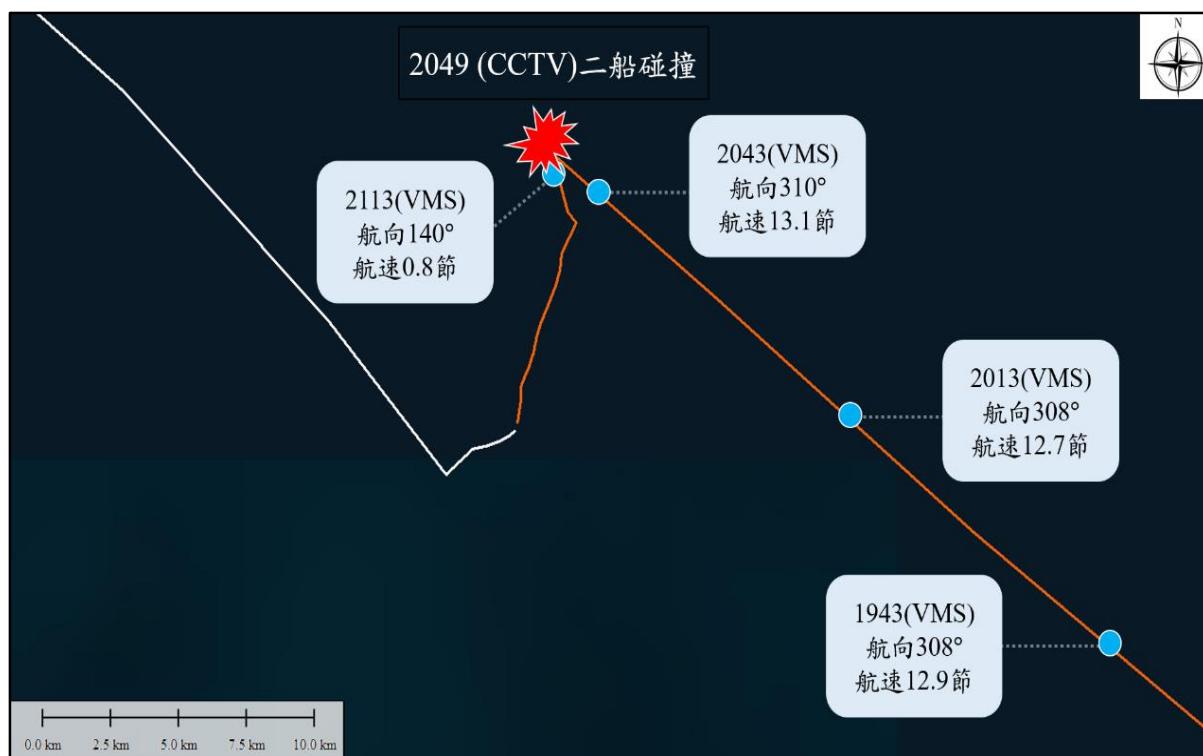 N
2049 (CCTV)二船碰撞
2043(VMS)
航向310°
航速13.1節
2113(VMS)
航向140°
航速0.8節
2013(VMS)
航向308°
航速12.7節
1943(VMS)
航向308°
航速12.9節
0.0 km 2.5 km 5.0 km 7.5 km 10.0 km